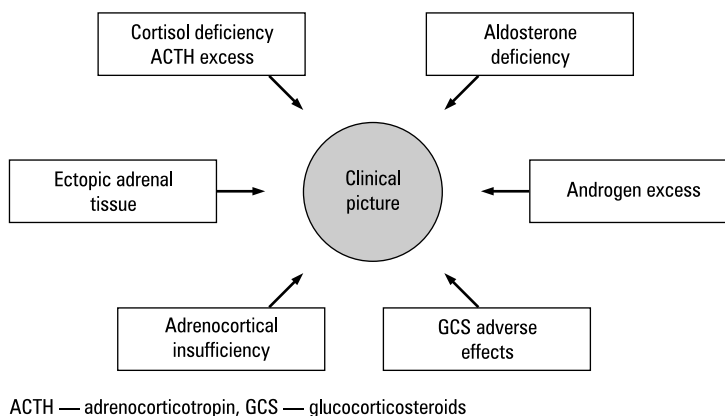 Cortisol deficiency
ACTH excess
Aldosterone
deficiency
Ectopic adrenal
tissue
Clinical
picture
Androgen excess
Adrenocortical
insufficiency
GCS adverse
effects
ACTH — adrenocorticotropin, GCS — glucocorticosteroids